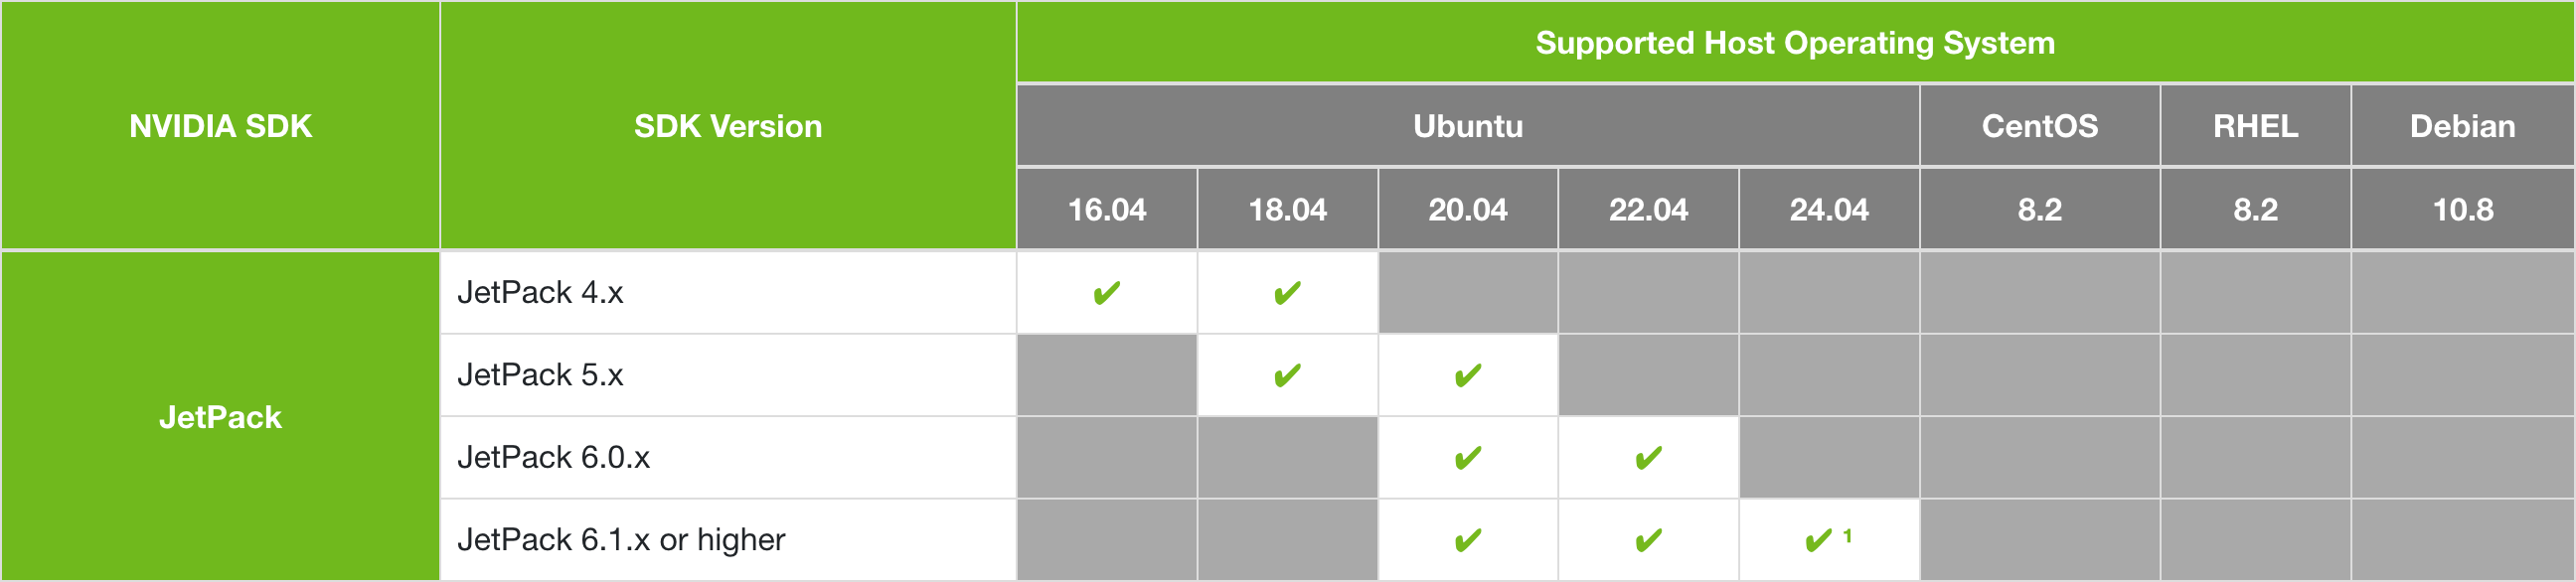 Supported Host Operating System
NVIDIA SDK SDK Version Ubuntu CentOS RHEL Debian
16.04 18.04 20.04 22.04 24.04 8.2 8.2 10.8
JetPack 4.x ✔ ✔
JetPack 5.x ✔ ✔
JetPack
JetPack 6.0.x ✔ ✔
JetPack 6.1.x or higher ✔ ✔ ✔ 1